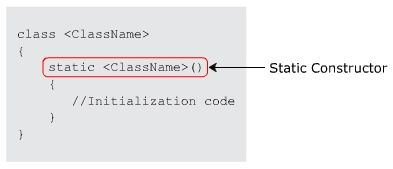 class <ClassName>
{
static <ClassName>()
Static Constructor
{
//Initialization code
}
}